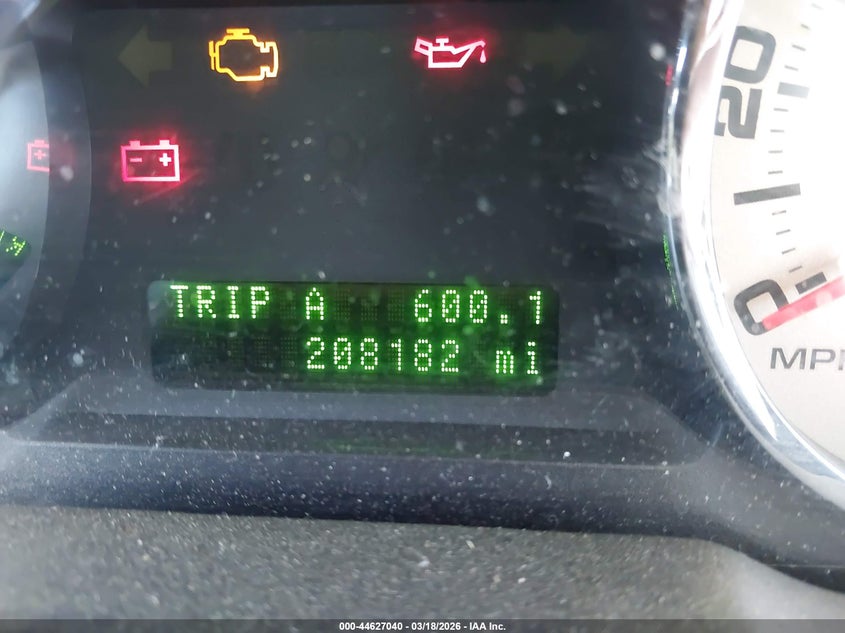 20
TRIP A 600.1
208182 mi
0
MPH
000-44627040 - 03/18/2026 - IAA Inc.